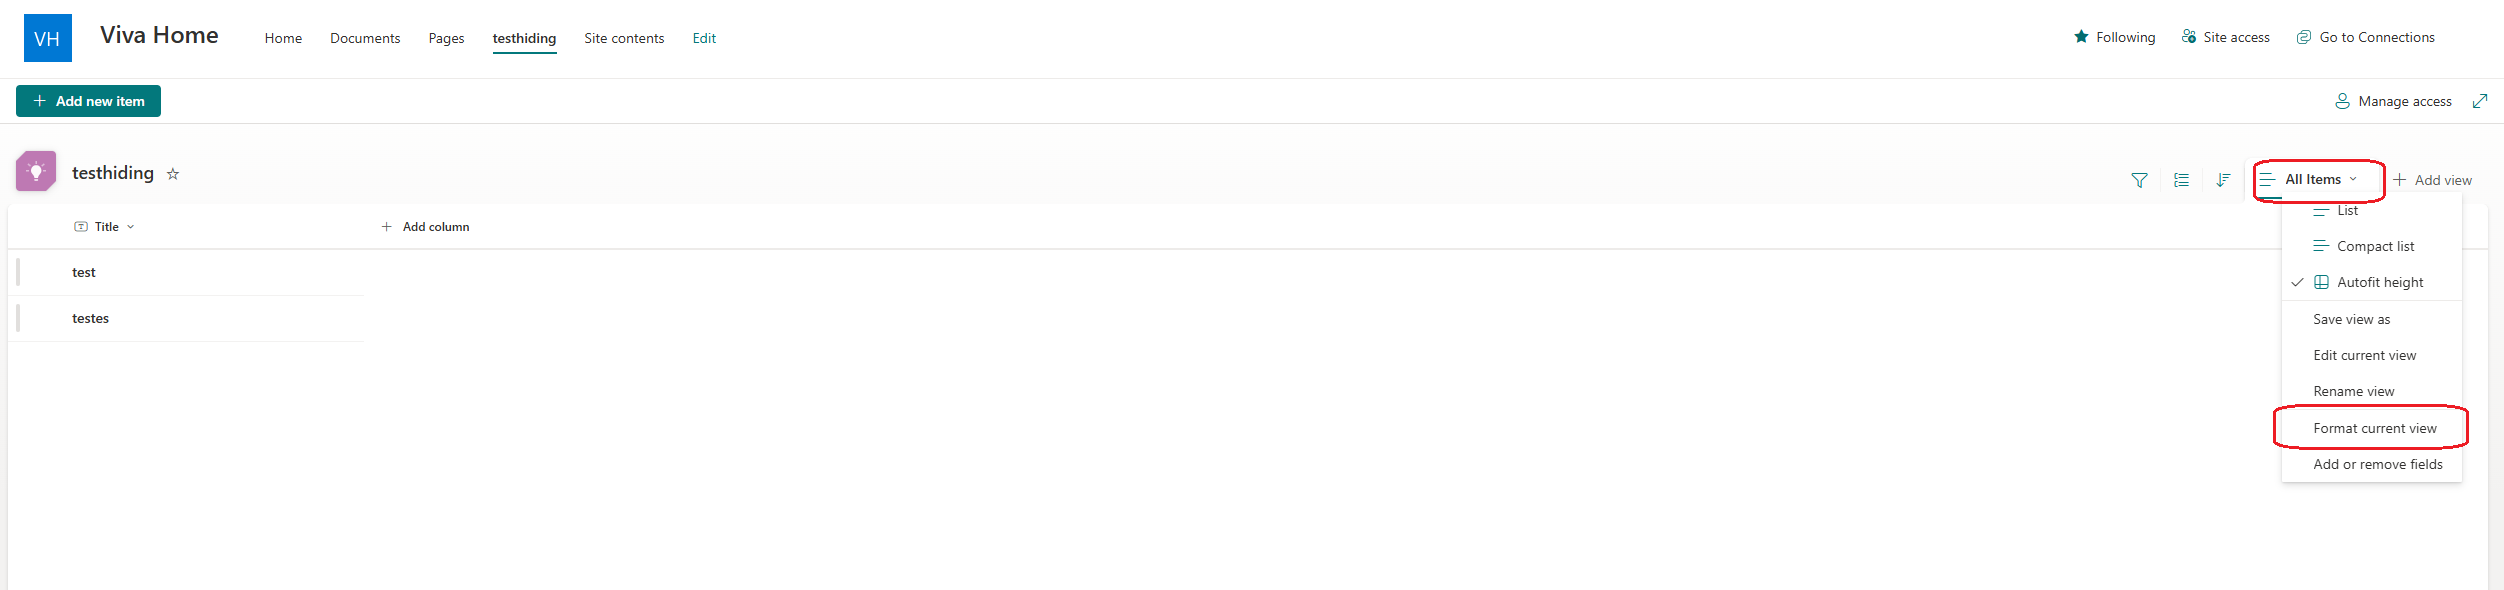 VH
Viva Home
Home Documents Pages testhiding Site contents Edit
Following Site access Go to Connections
+ Add new item
Manage access
testhiding
All Items
+ Add view
List
Compact list
Autofit height
Save view as
Edit current view
Rename view
Format current view
Add or remove fields
Title
+ Add column
test
testes